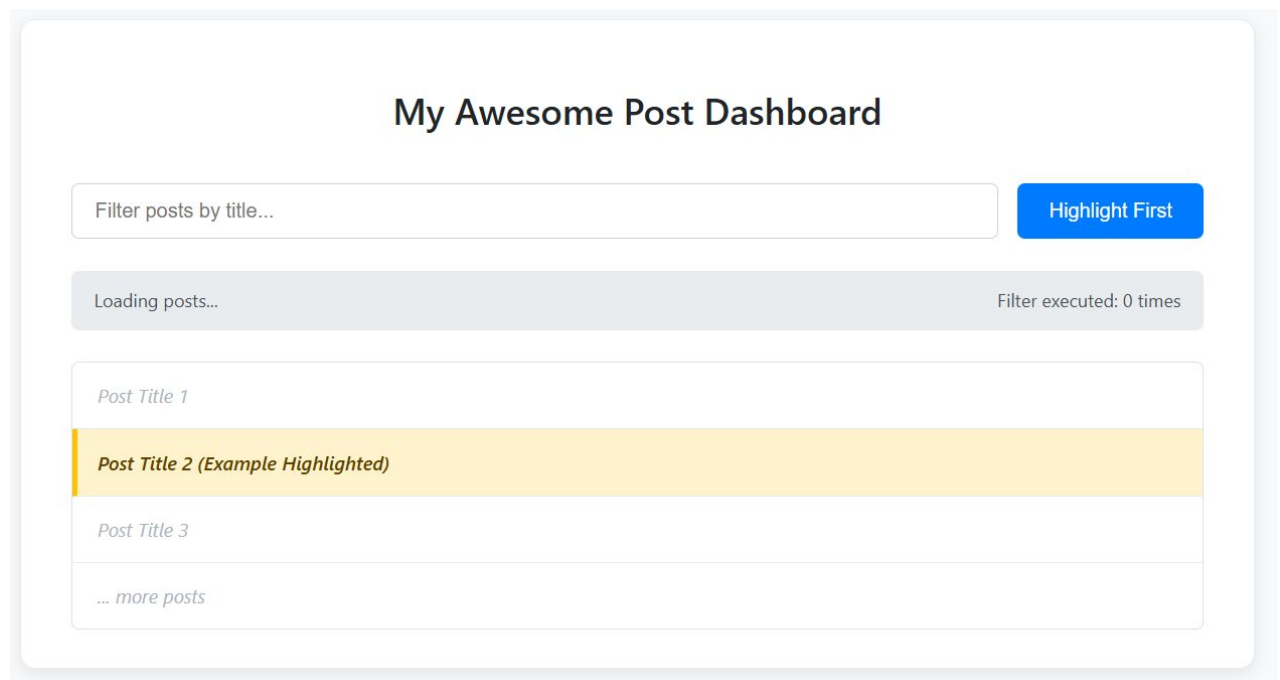 My Awesome Post Dashboard
Filter posts by title...
Highlight First
Loading posts...
Filter executed: 0 times
Post Title 1
Post Title 2 (Example Highlighted)
Post Title 3
... more posts